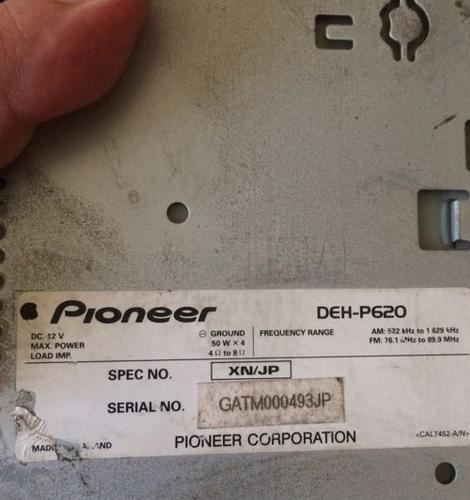 Pioneer DEH-P620
DC. 12 V ⊖ GROUND FREQUENCY RANGE AM: 522 kHz to 1 629 kHz
MAX. POWER 50 W × 4 FM: 76.1 MHz to 89.9 MHz
LOAD IMP. 4 Ω to 8 Ω
SPEC NO. XN/JP
SERIAL NO. GATM000493JP
MADE PIONEER CORPORATION <CAL7462-A/N>